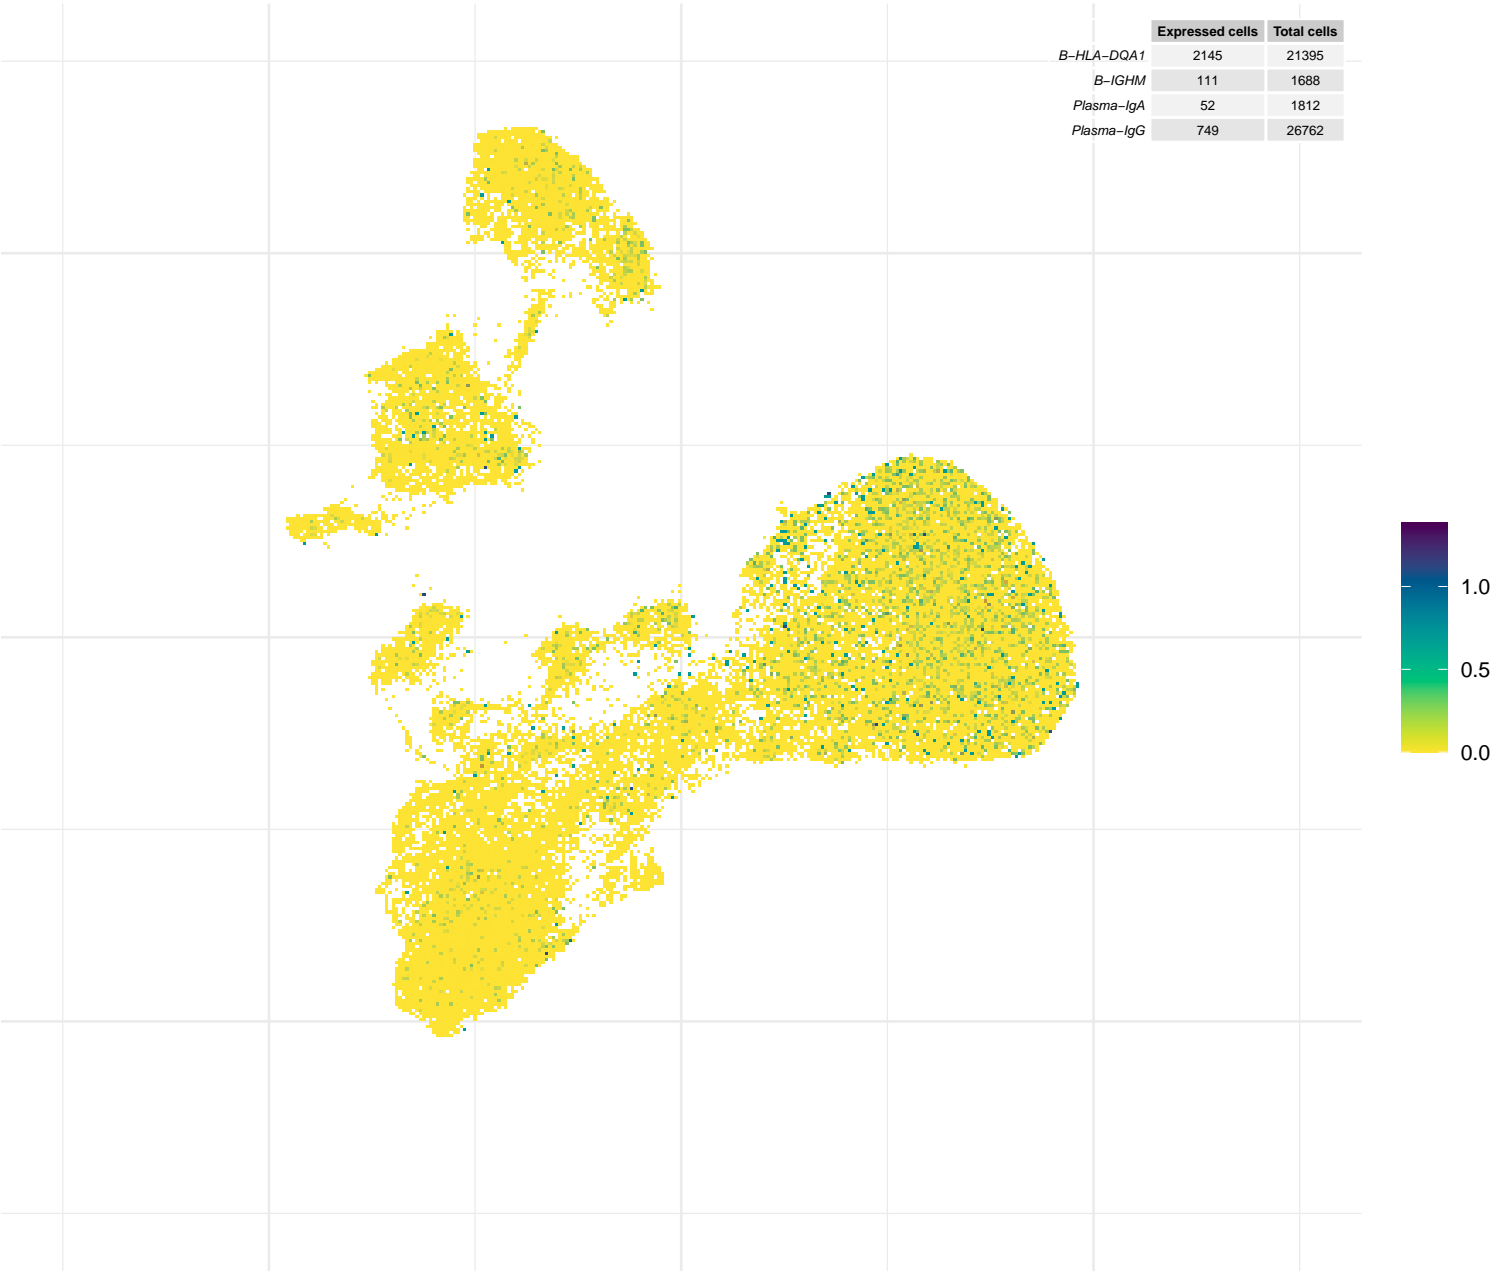 Expressed cells Total cells
B−HLA−DQA1 2145 21395
B−IGHM 111 1688
Plasma−IgA 52 1812
Plasma−IgG 749 26762
1.0
0.5
0.0